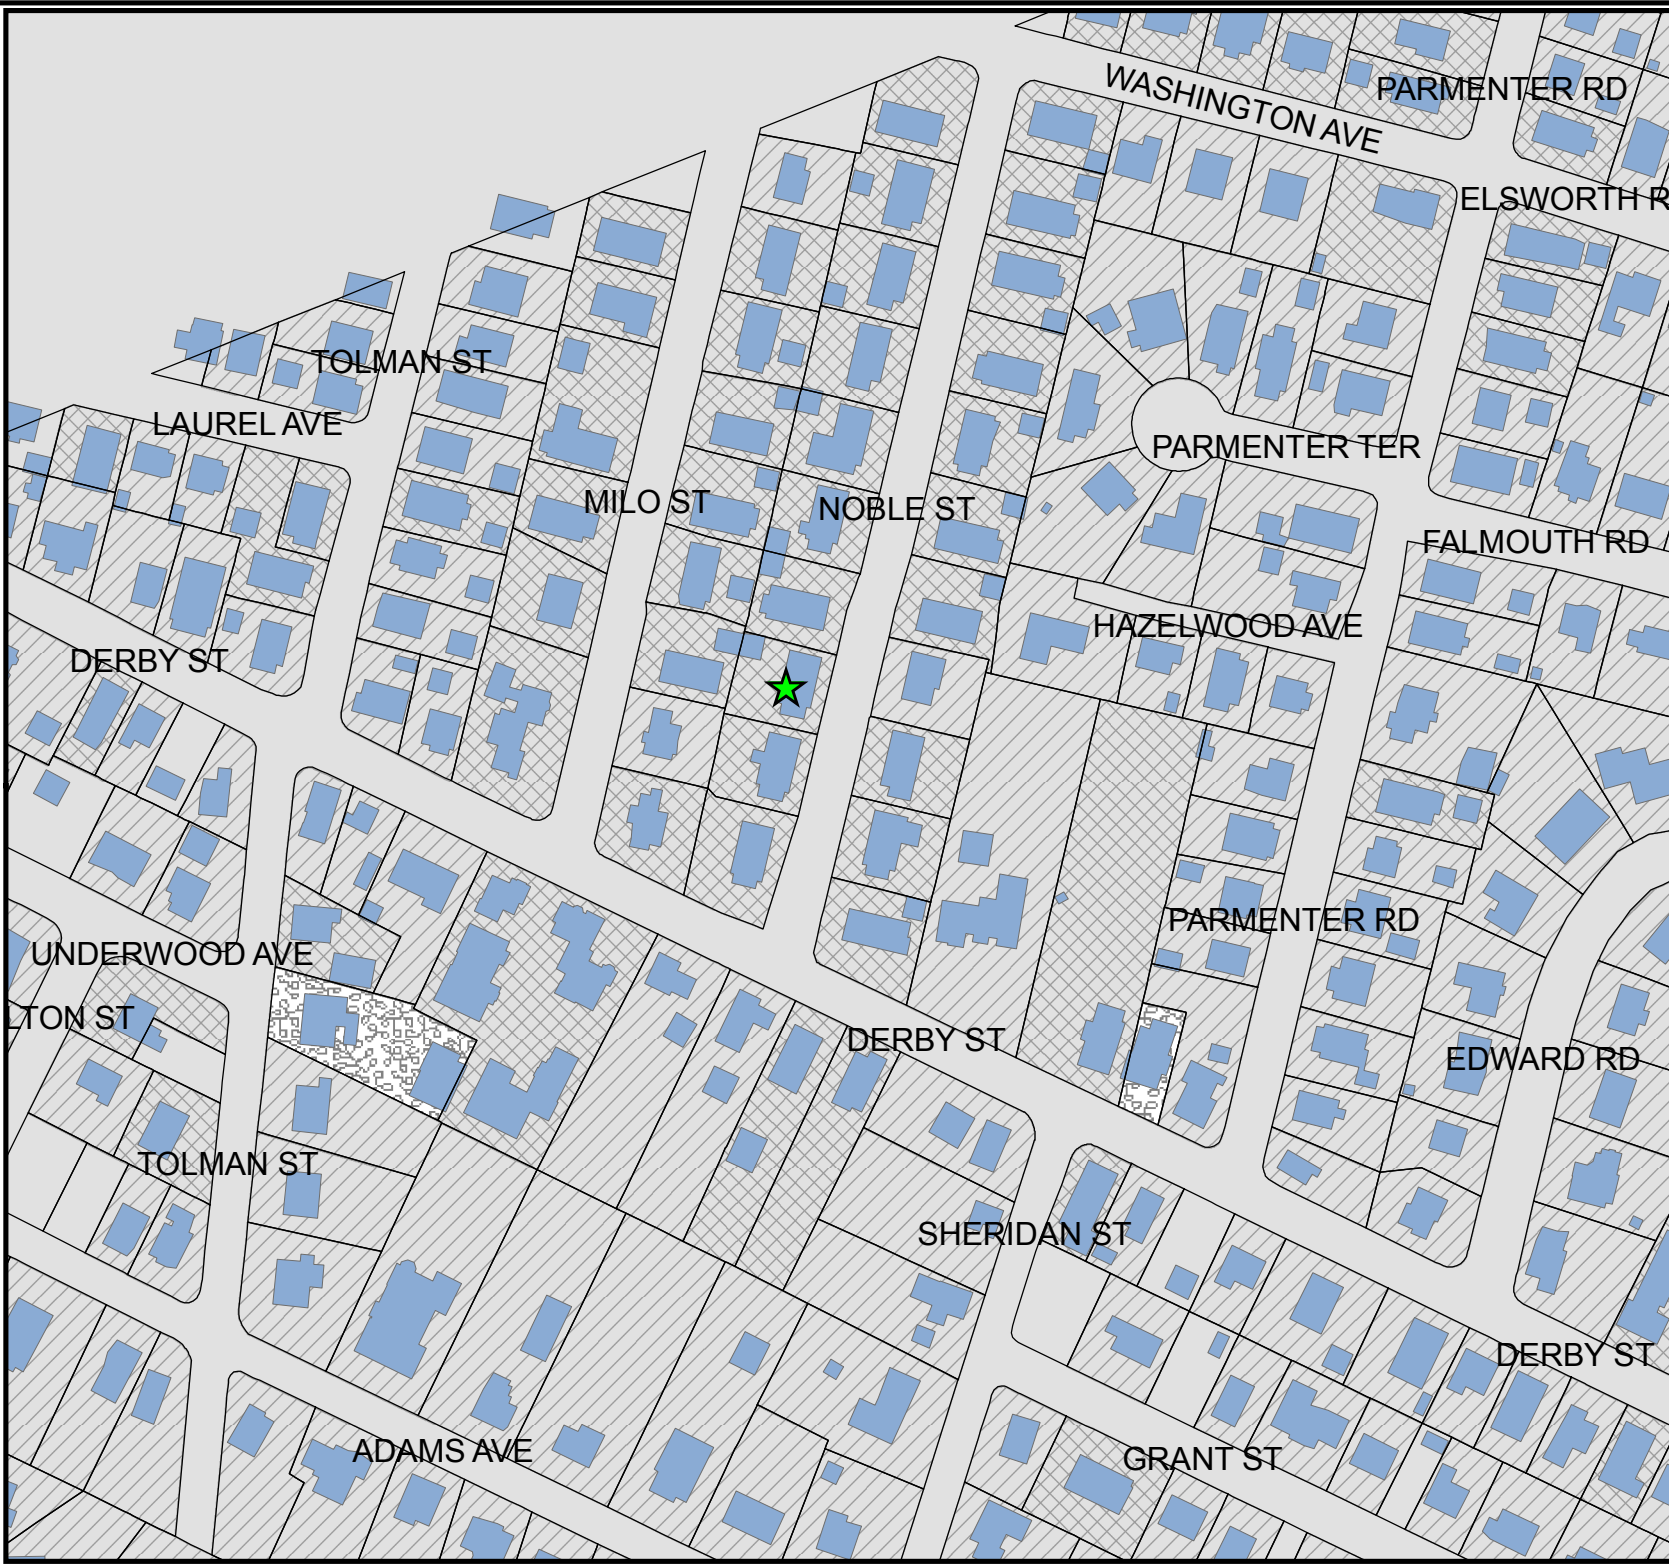 WASHINGTON AVE
PARMENTER RD
ELSWORTH R
TOLMAN ST
LAUREL AVE
PARMENTER TER
MILO ST
NOBLE ST
FALMOUTH RD
HAZELWOOD AVE
DERBY ST
PARMENTER RD
UNDERWOOD AVE
LTON ST
DERBY ST
EDWARD RD
TOLMAN ST
SHERIDAN ST
DERBY ST
ADAMS AVE
GRANT ST